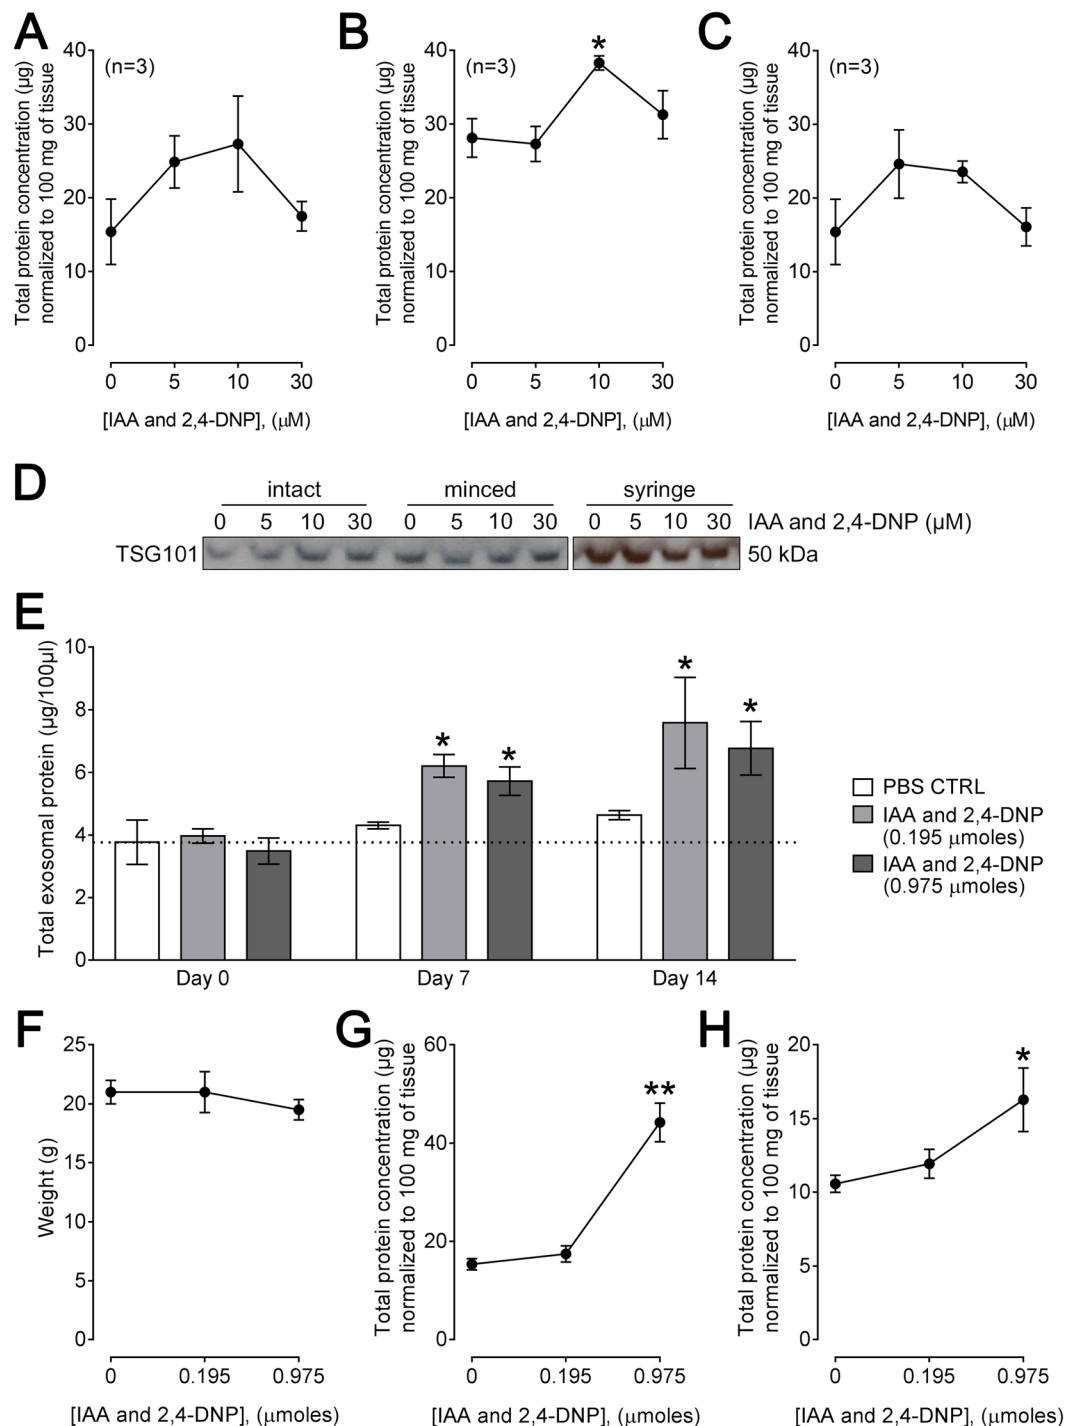 A
Total protein concentration (µg)
normalized to 100 mg of tissue
40
30
20
10
0
(n=3)
0 5 10 30
[IAA and 2,4-DNP], (µM)
B
Total protein concentration (µg)
normalized to 100 mg of tissue
40
30
20
10
0
(n=3)
*
0 5 10 30
[IAA and 2,4-DNP], (µM)
C
Total protein concentration (µg)
normalized to 100 mg of tissue
40
30
20
10
0
(n=3)
0 5 10 30
[IAA and 2,4-DNP], (µM)
D
intact minced syringe
0 5 10 30 0 5 10 30 0 5 10 30 IAA and 2,4-DNP (µM)
TSG101 50 kDa
E
Total exosomal protein (µg/100µl)
10
8
6
4
2
0
* *
* *
Day 0 Day 7 Day 14
PBS CTRL
IAA and 2,4-DNP
(0.195 µmoles)
IAA and 2,4-DNP
(0.975 µmoles)
F
Weight (g)
25
20
15
10
5
0
0 0.195 0.975
[IAA and 2,4-DNP], (µmoles)
G
Total protein concentration (µg)
normalized to 100 mg of tissue
60
40
20
0
**
0 0.195 0.975
[IAA and 2,4-DNP], (µmoles)
H
Total protein concentration (µg)
normalized to 100 mg of tissue
20
15
10
5
0
*
0 0.195 0.975
[IAA and 2,4-DNP], (µmoles)